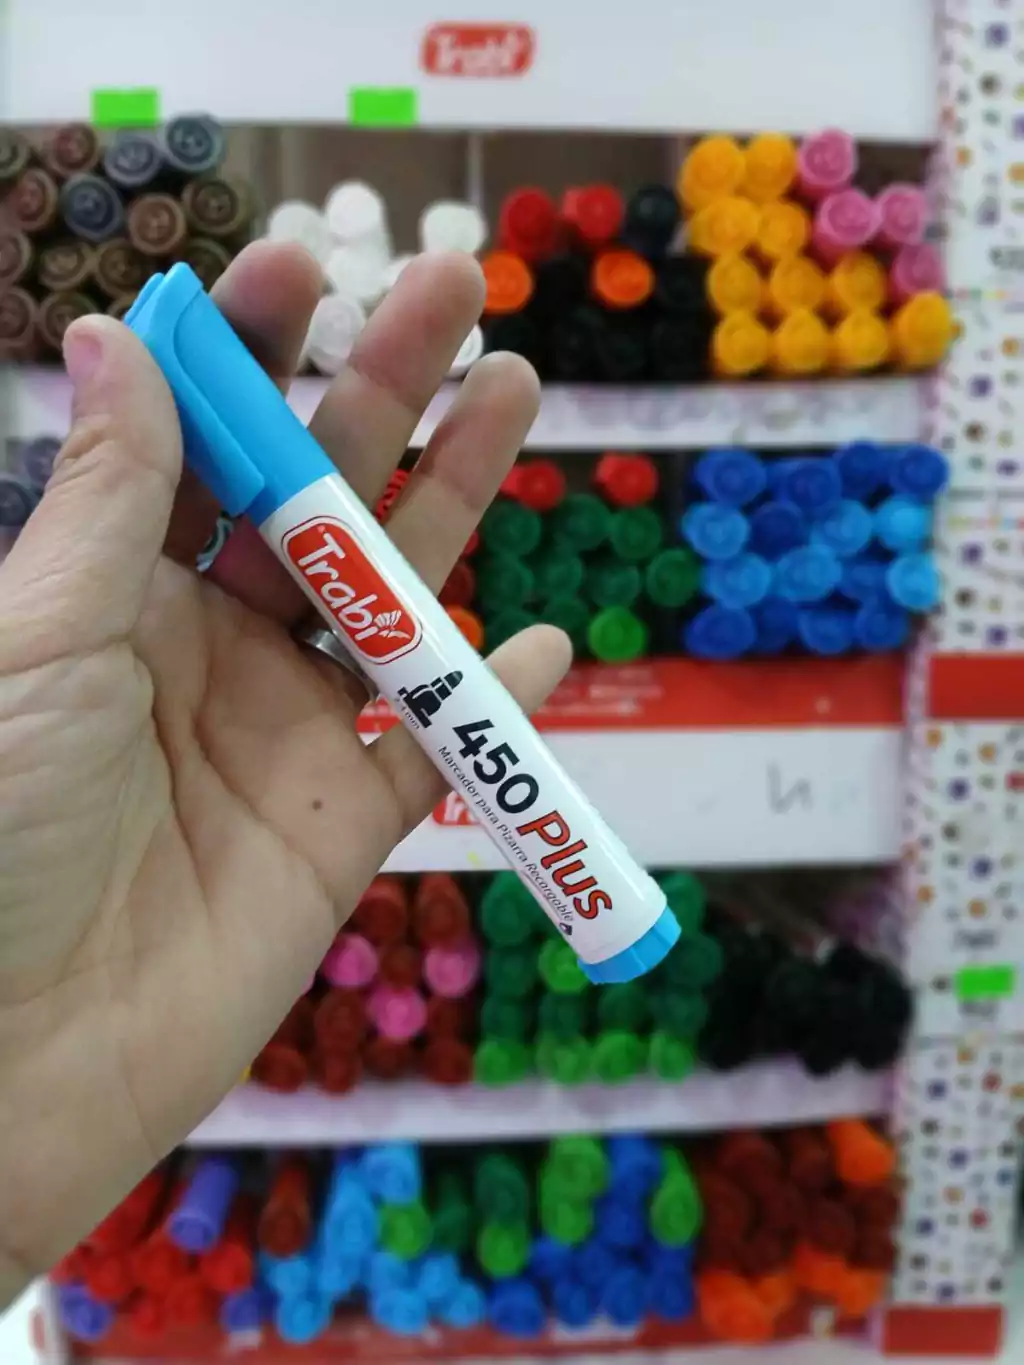 Trabi
Trabi
450 Plus
Marcador para Pizarra Recargable